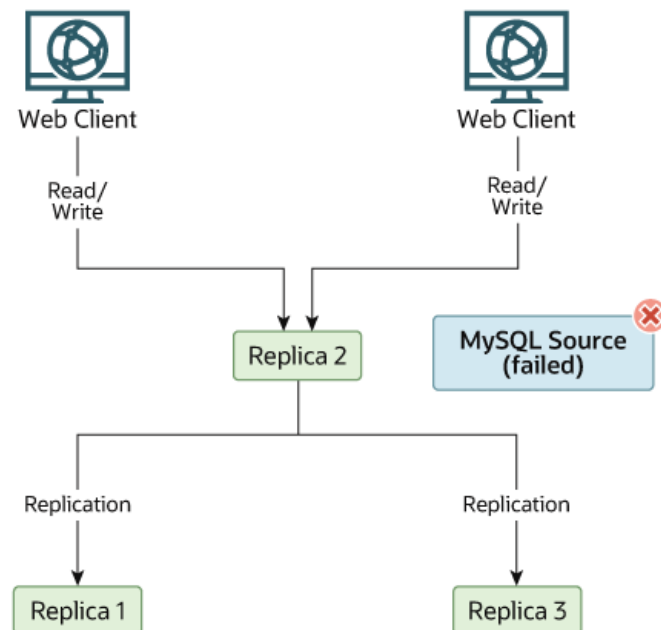 Web Client
Web Client
Read/
Write
Read/
Write
Replica 2
MySQL Source
(failed)
Replication
Replication
Replica 1
Replica 3